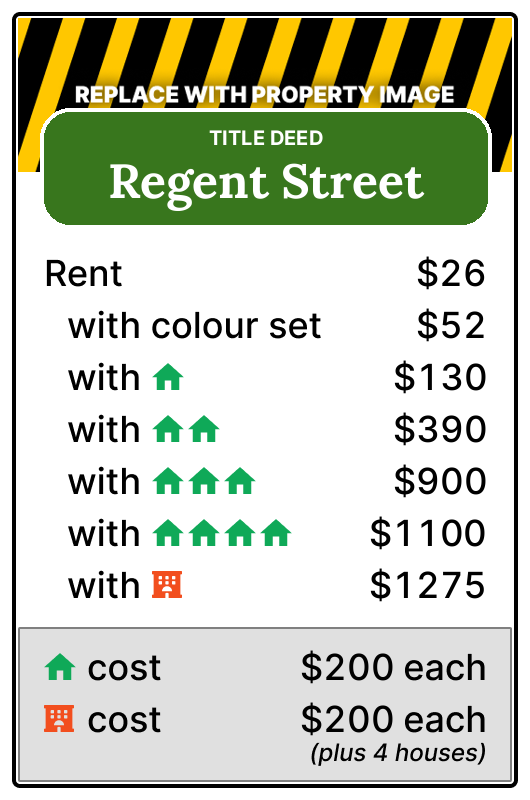 REPLACE WITH PROPERTY IMAGE
TITLE DEED
Regent Street
Rent $26
with colour set $52
with $130
with $390
with $900
with $1100
with $1275
cost $200 each
cost $200 each
(plus 4 houses)